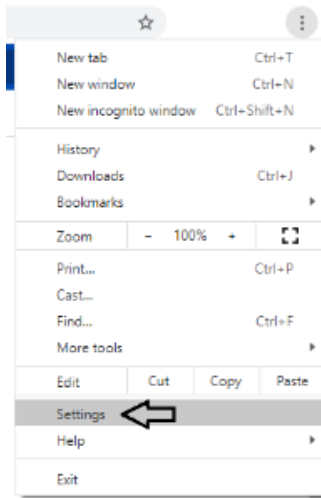 New tab Ctrl+T
New window Ctrl+N
New incognito window Ctrl+Shift+N
History
Downloads Ctrl+J
Bookmarks
Zoom - 100% +
Print... Ctrl+P
Cast...
Find... Ctrl+F
More tools
Edit Cut Copy Paste
Settings
Help
Exit